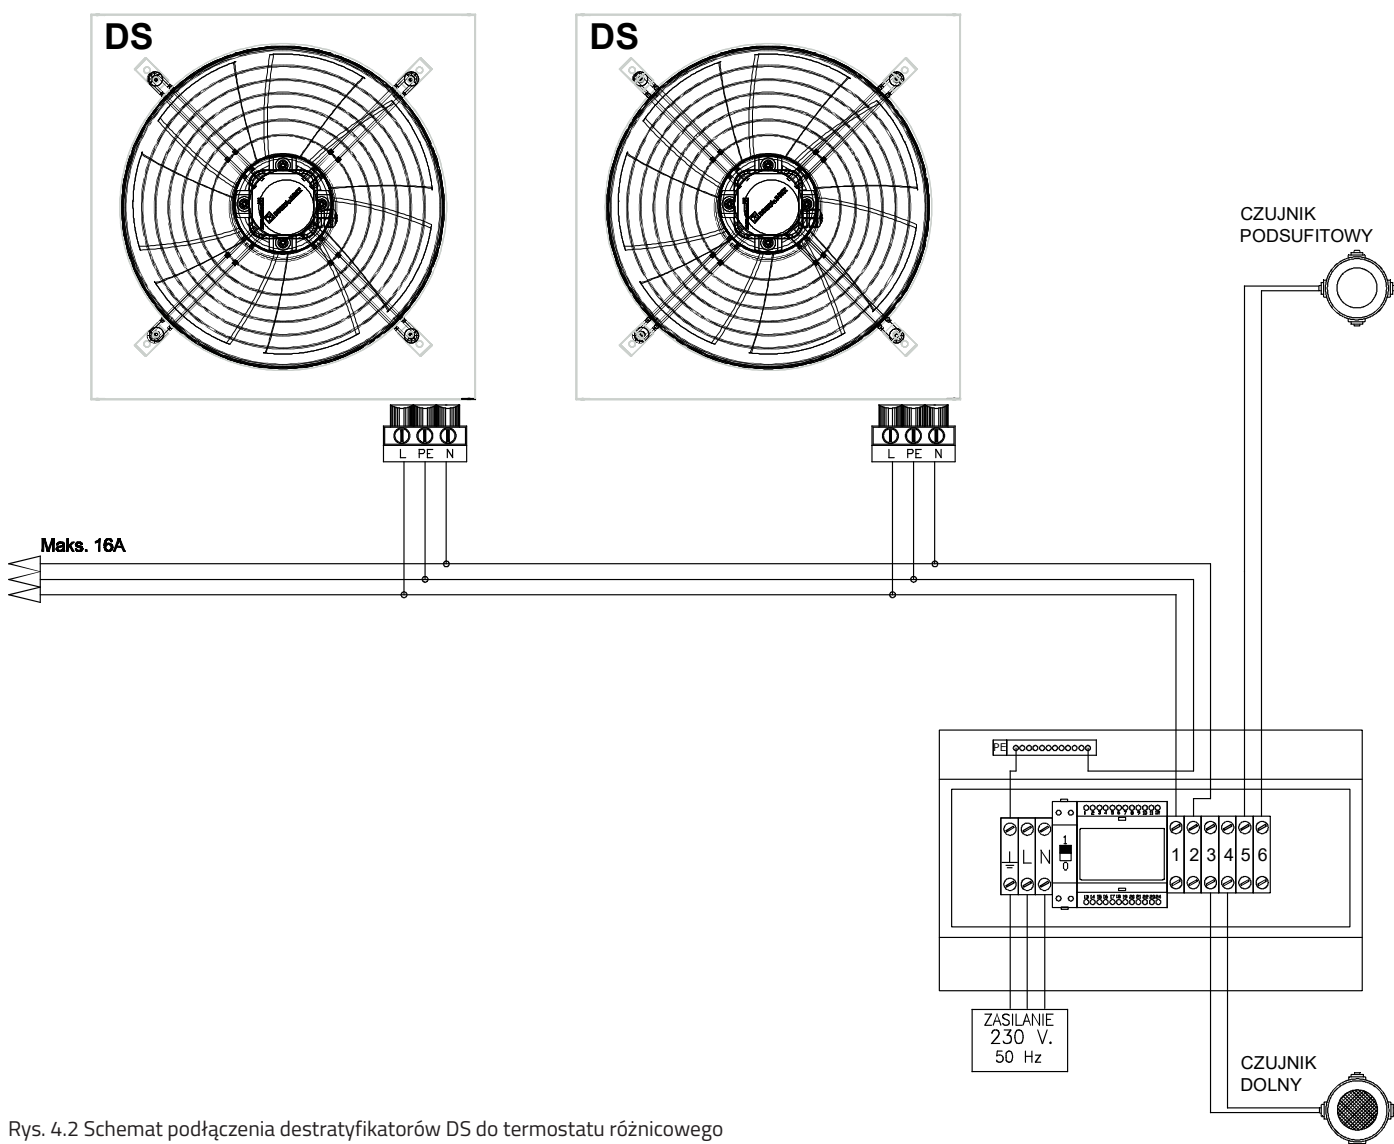 DS
DS
CZUJNIK
PODSUFITOWY
L PE N
L PE N
Maks. 16A
PE
1
0
L N
1 2 3 4 5 6
ZASILANIE
230 V.
50 Hz
CZUJNIK
DOLNY
Rys. 4.2 Schemat podłączenia destratyfikatorów DS do termostatu różnicowego